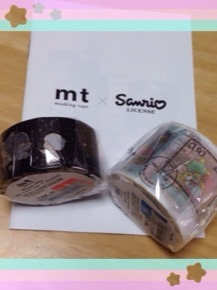 mt × Sanrio
masking tape LICENSE